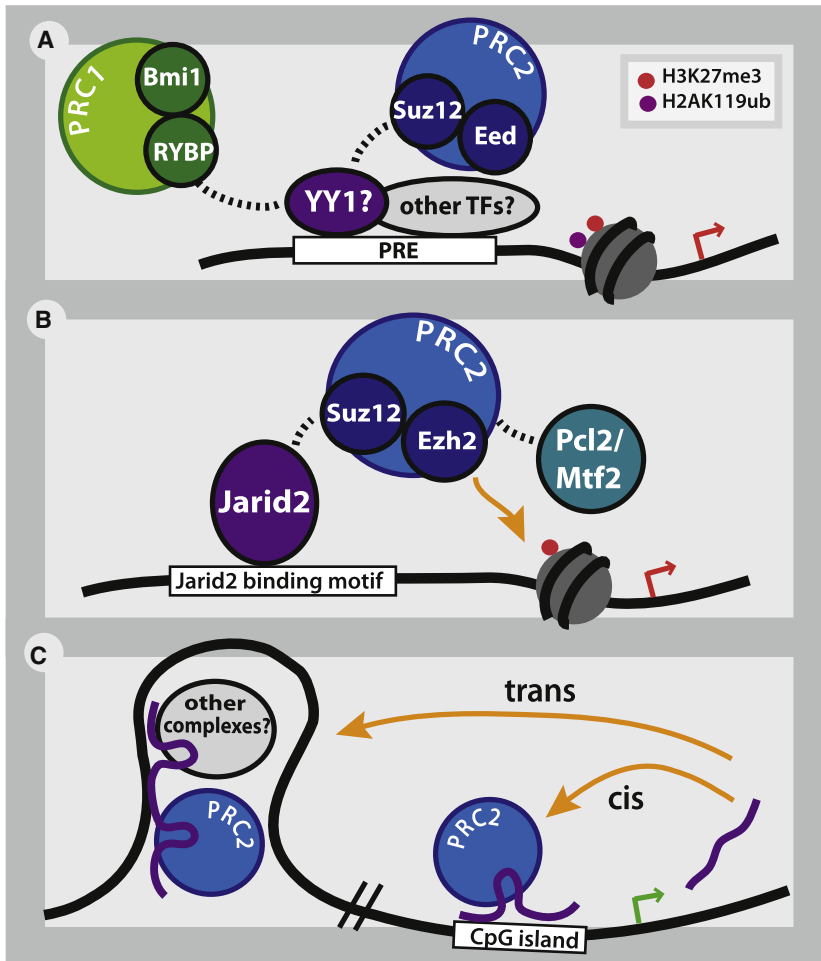 A
PRC1
Bmi1
RYBP
PRC2
Suz12
Eed
H3K27me3
H2AK119ub
YY1?
other TFs?
PRE
B
PRC2
Suz12
Ezh2
Pcl2/
Mtf2
Jarid2
Jarid2 binding motif
C
other
complexes?
PRC2
trans
cis
PRC2
CpG island